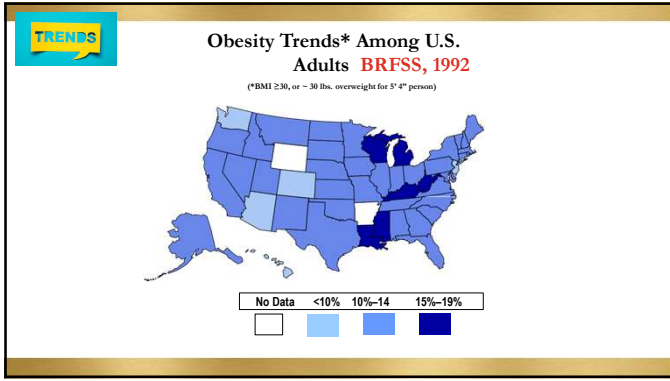 TRENDS
Obesity Trends* Among U.S.
Adults BRFSS, 1992
(*BMI ≥30, or ~ 30 lbs. overweight for 5' 4" person)
No Data <10% 10%–14 15%–19%